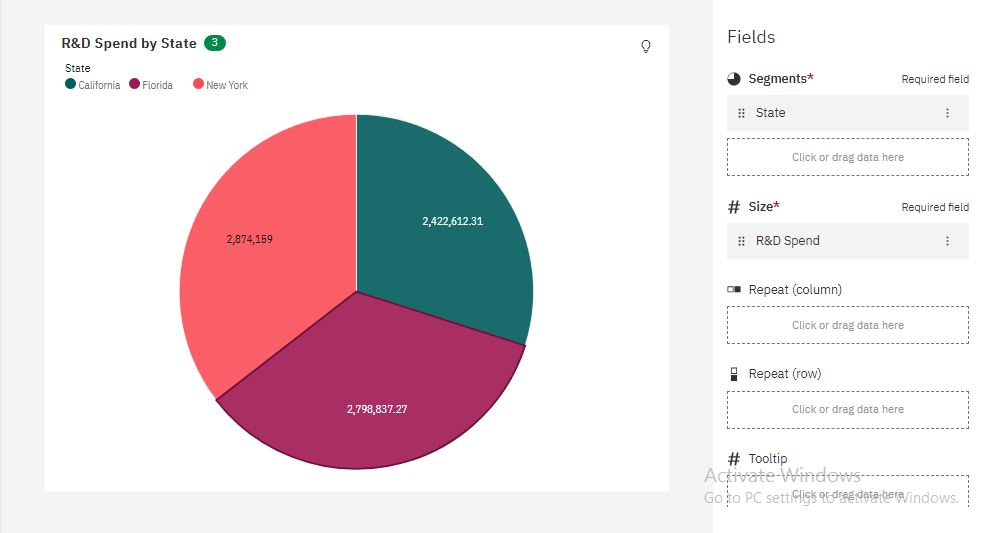 R&D Spend by State 3
State
California Florida New York
2,422,612.31
2,874,159
2,798,837.27
Fields
Segments* Required field
State
Click or drag data here
Size* Required field
R&D Spend
Repeat (column)
Click or drag data here
Repeat (row)
Click or drag data here
Tooltip
Activate Windows
Click or drag data here
Go to PC settings to activate Windows.